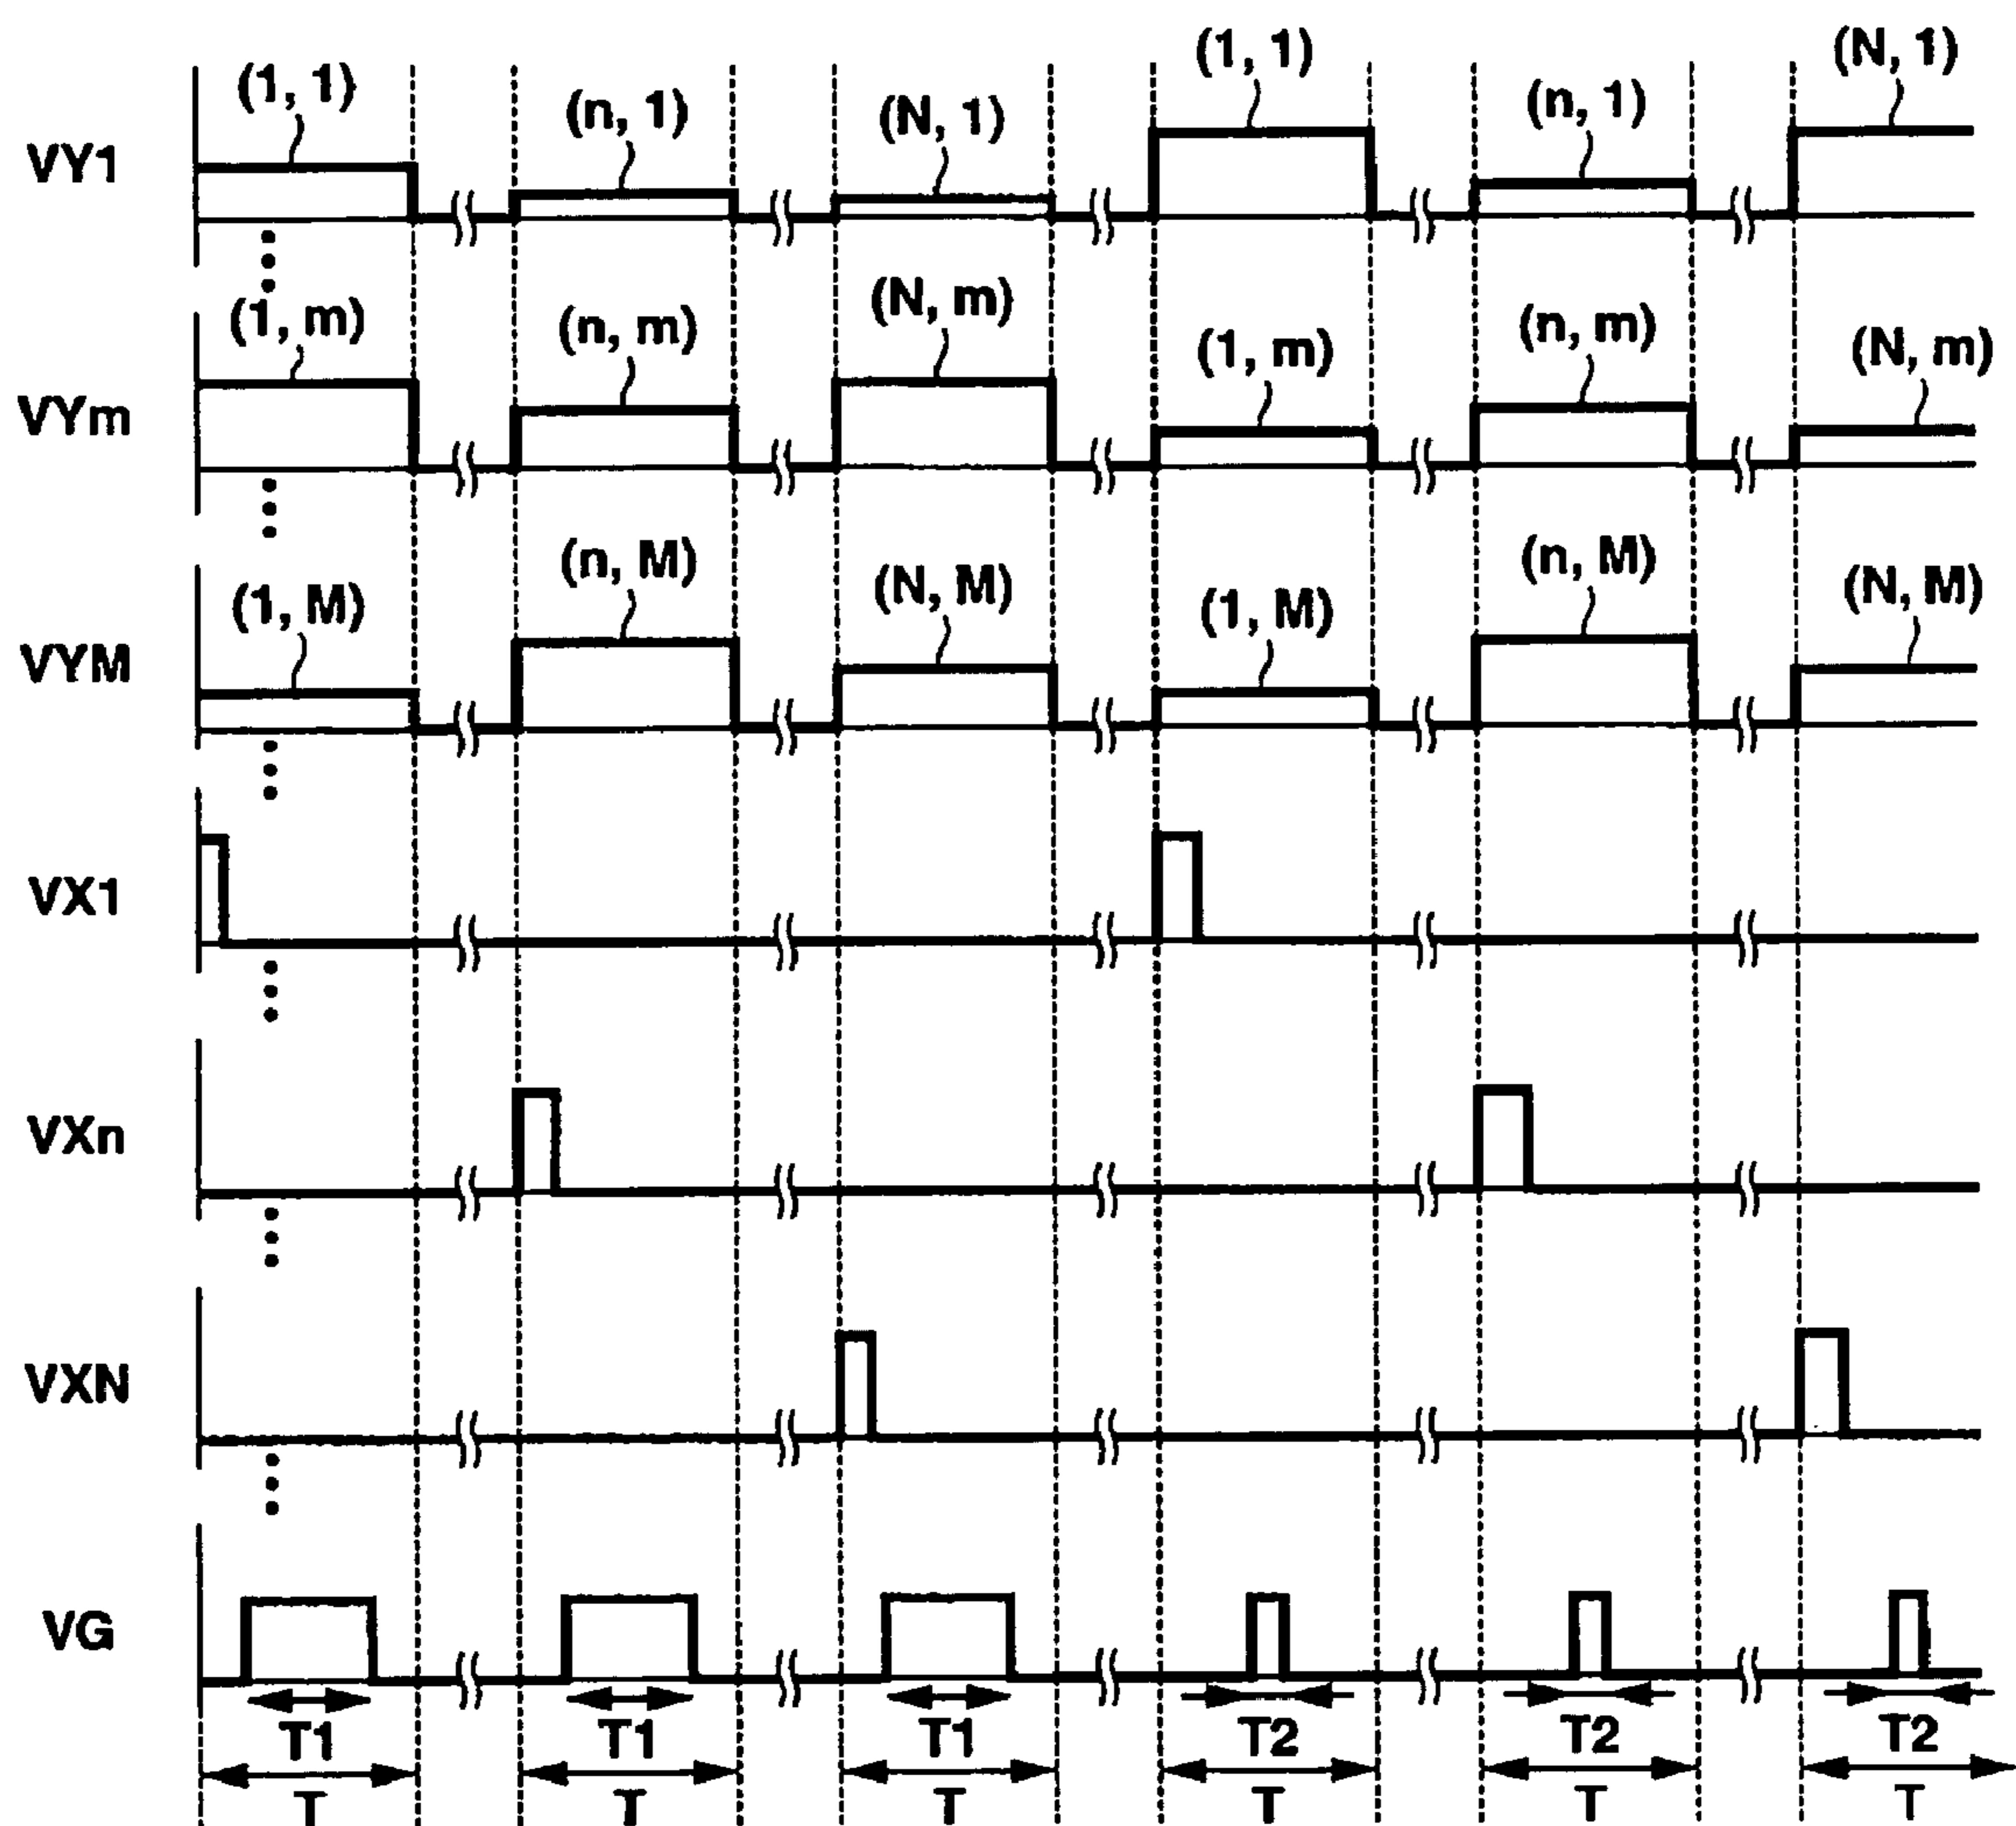 (1, 1) (n, 1) (N, 1) (1, 1) (n, 1) (N, 1)
VY1
(1, m) (n, m) (N, m) (1, m) (n, m) (N, m)
VYm
(1, M) (n, M) (N, M) (1, M) (n, M) (N, M)
VYM
VX1
VXn
VXN
VG
T1 T1 T1 T2 T2 T2
T T T T T T